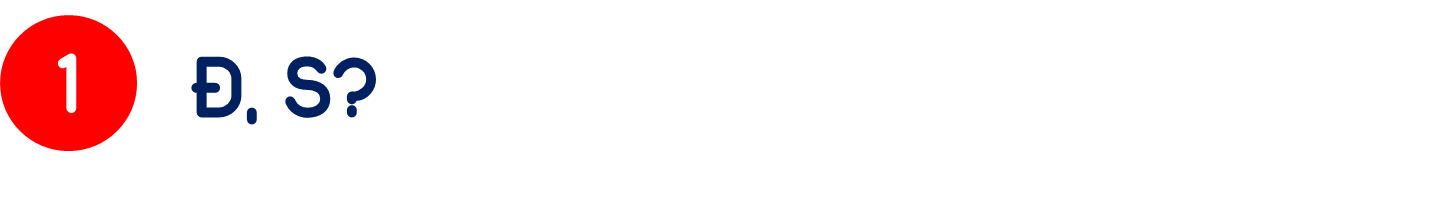 1 Đ, S?